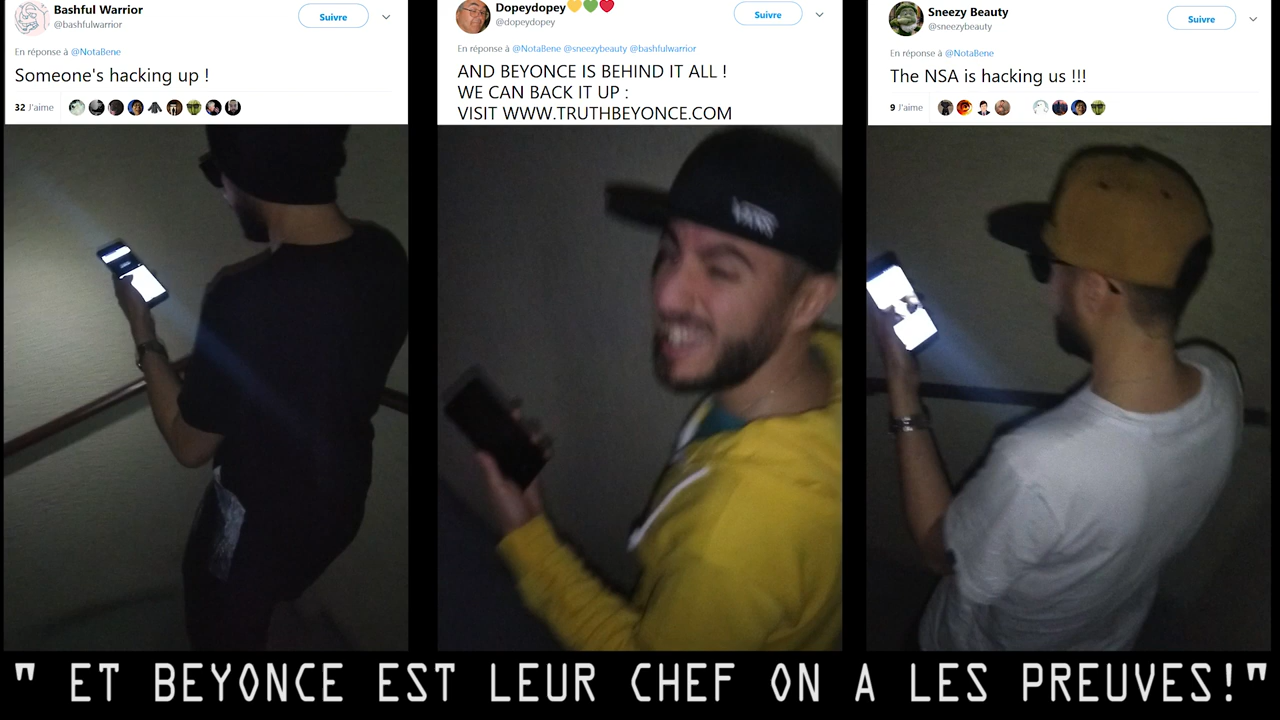 Bashful Warrior
@bashfulwarrior
Suivre
En réponse à @NotaBene
Someone's hacking up !
32 J'aime
Dopeydopey
@dopeydopey
Suivre
En réponse à @NotaBene @sneezybeauty @bashfulwarrior
AND BEYONCE IS BEHIND IT ALL !
WE CAN BACK IT UP :
VISIT WWW.TRUTHBEYONCE.COM
VANS
Sneezy Beauty
@sneezybeauty
Suivre
En réponse à @NotaBene
The NSA is hacking us !!!
9 J'aime
" ET BEYONCE EST LEUR CHEF ON A LES PREUVES!"